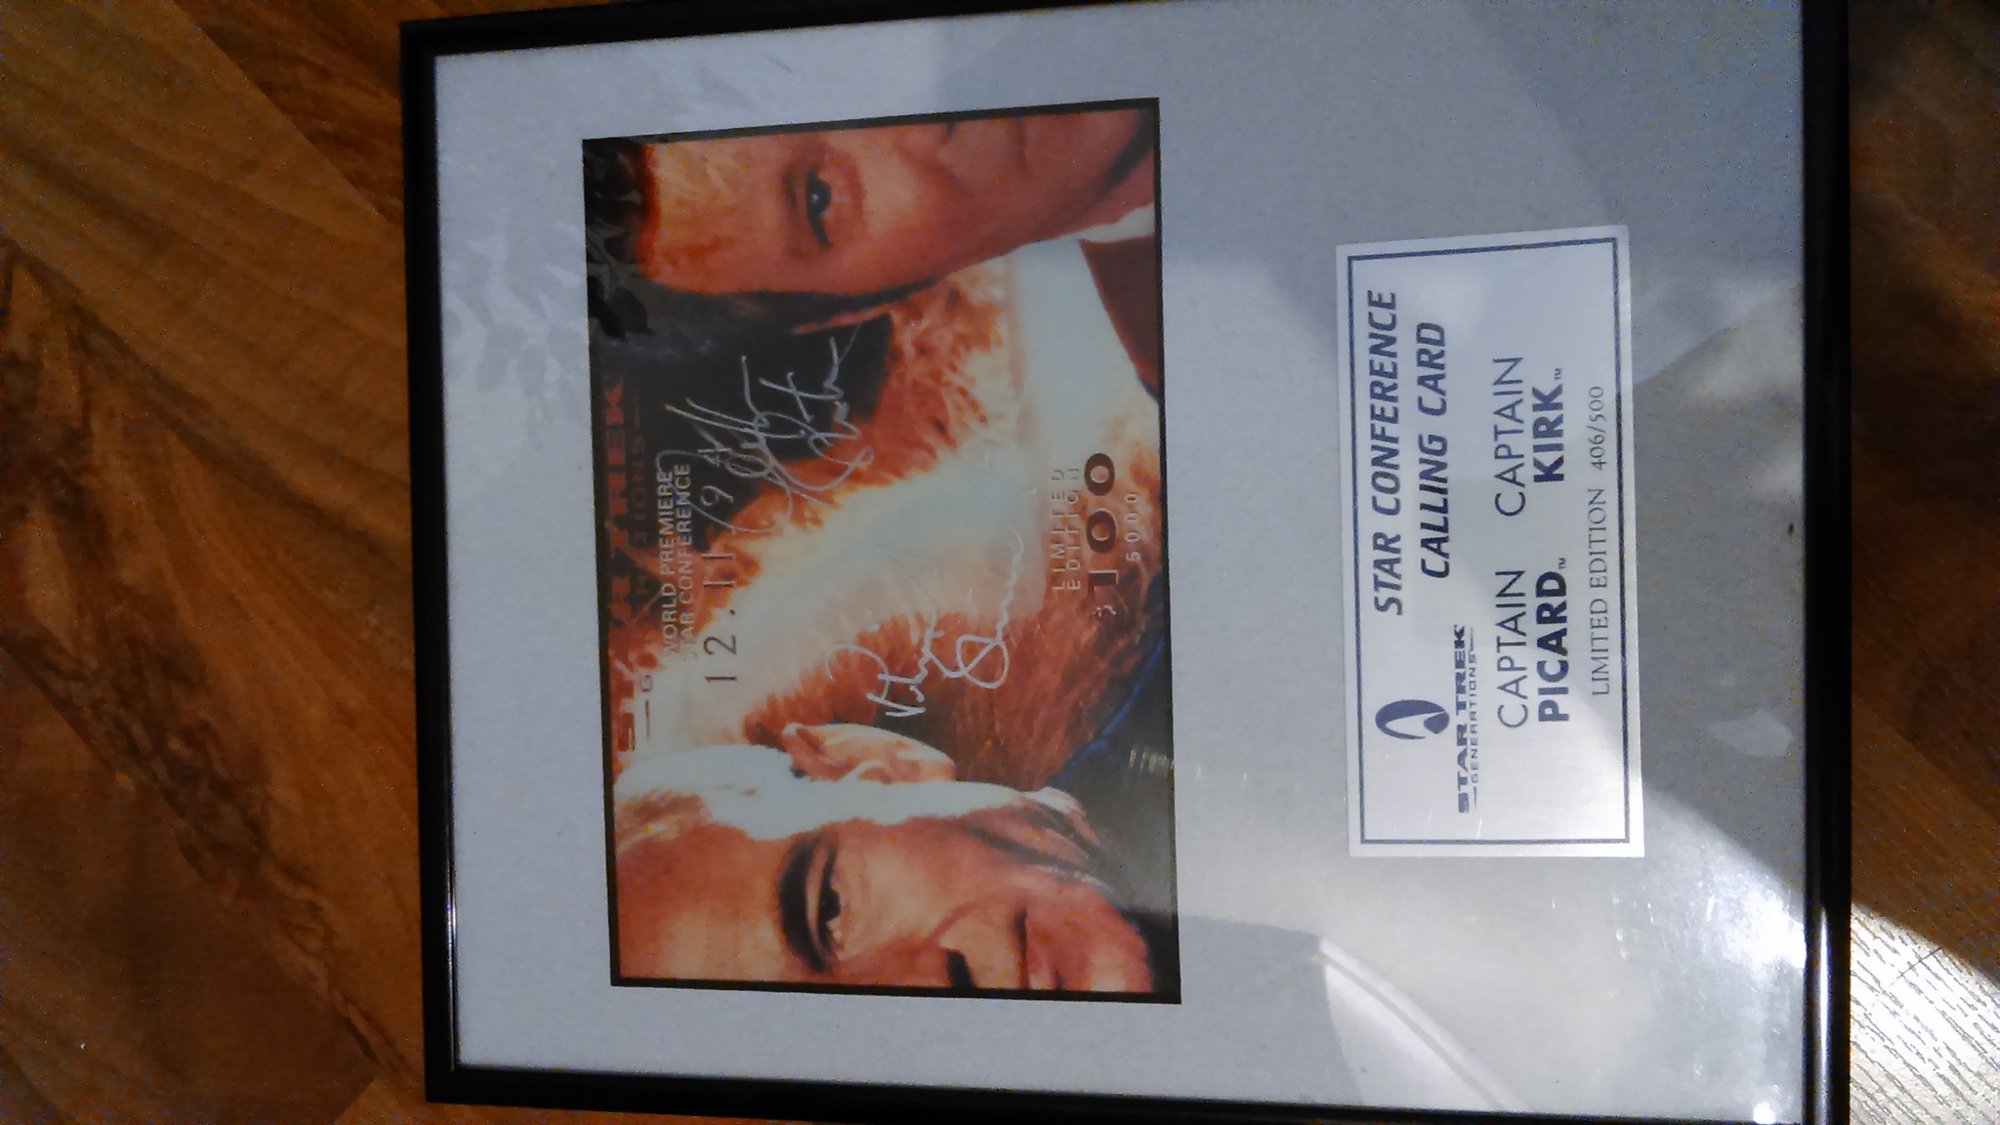 STAR TREK
GENERATIONS
WORLD PREMIERE
STAR CONFERENCE
12.11.94
LIMITED
EDITION
$100
5000
STAR TREK
GENERATIONS
STAR CONFERENCE
CALLING CARD
CAPTAIN
PICARD™
CAPTAIN
KIRK™
LIMITED EDITION 406/500